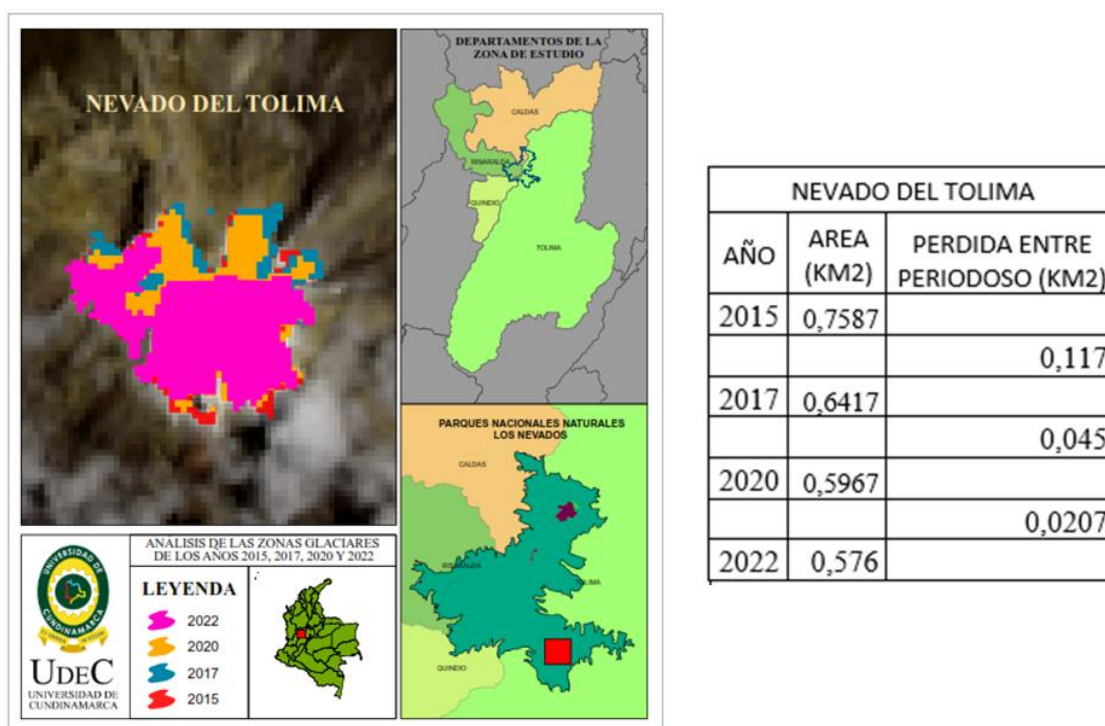 NEVADO DEL TOLIMA
DEPARTAMENTOS DE LA
ZONA DE ESTUDIO
CALDAS
RISARALDA
QUINDIO
TOLIMA
PARQUES NACIONALES NATURALES
LOS NEVADOS
CALDAS
RISARALDA
TOLIMA
QUINDIO
UNIVERSIDAD DE
CUNDINAMARCA
UDEC
UNIVERSIDAD DE
CUNDINAMARCA
ANALISIS DE LAS ZONAS GLACIARES
DE LOS AÑOS 2015, 2017, 2020 Y 2022
LEYENDA
2022
2020
2017
2015
NEVADO DEL TOLIMA
AÑO AREA (KM2) PERDIDA ENTRE PERIODOSO (KM2)
2015 0,7587
0,117
2017 0,6417
0,045
2020 0,5967
0,0207
2022 0,576